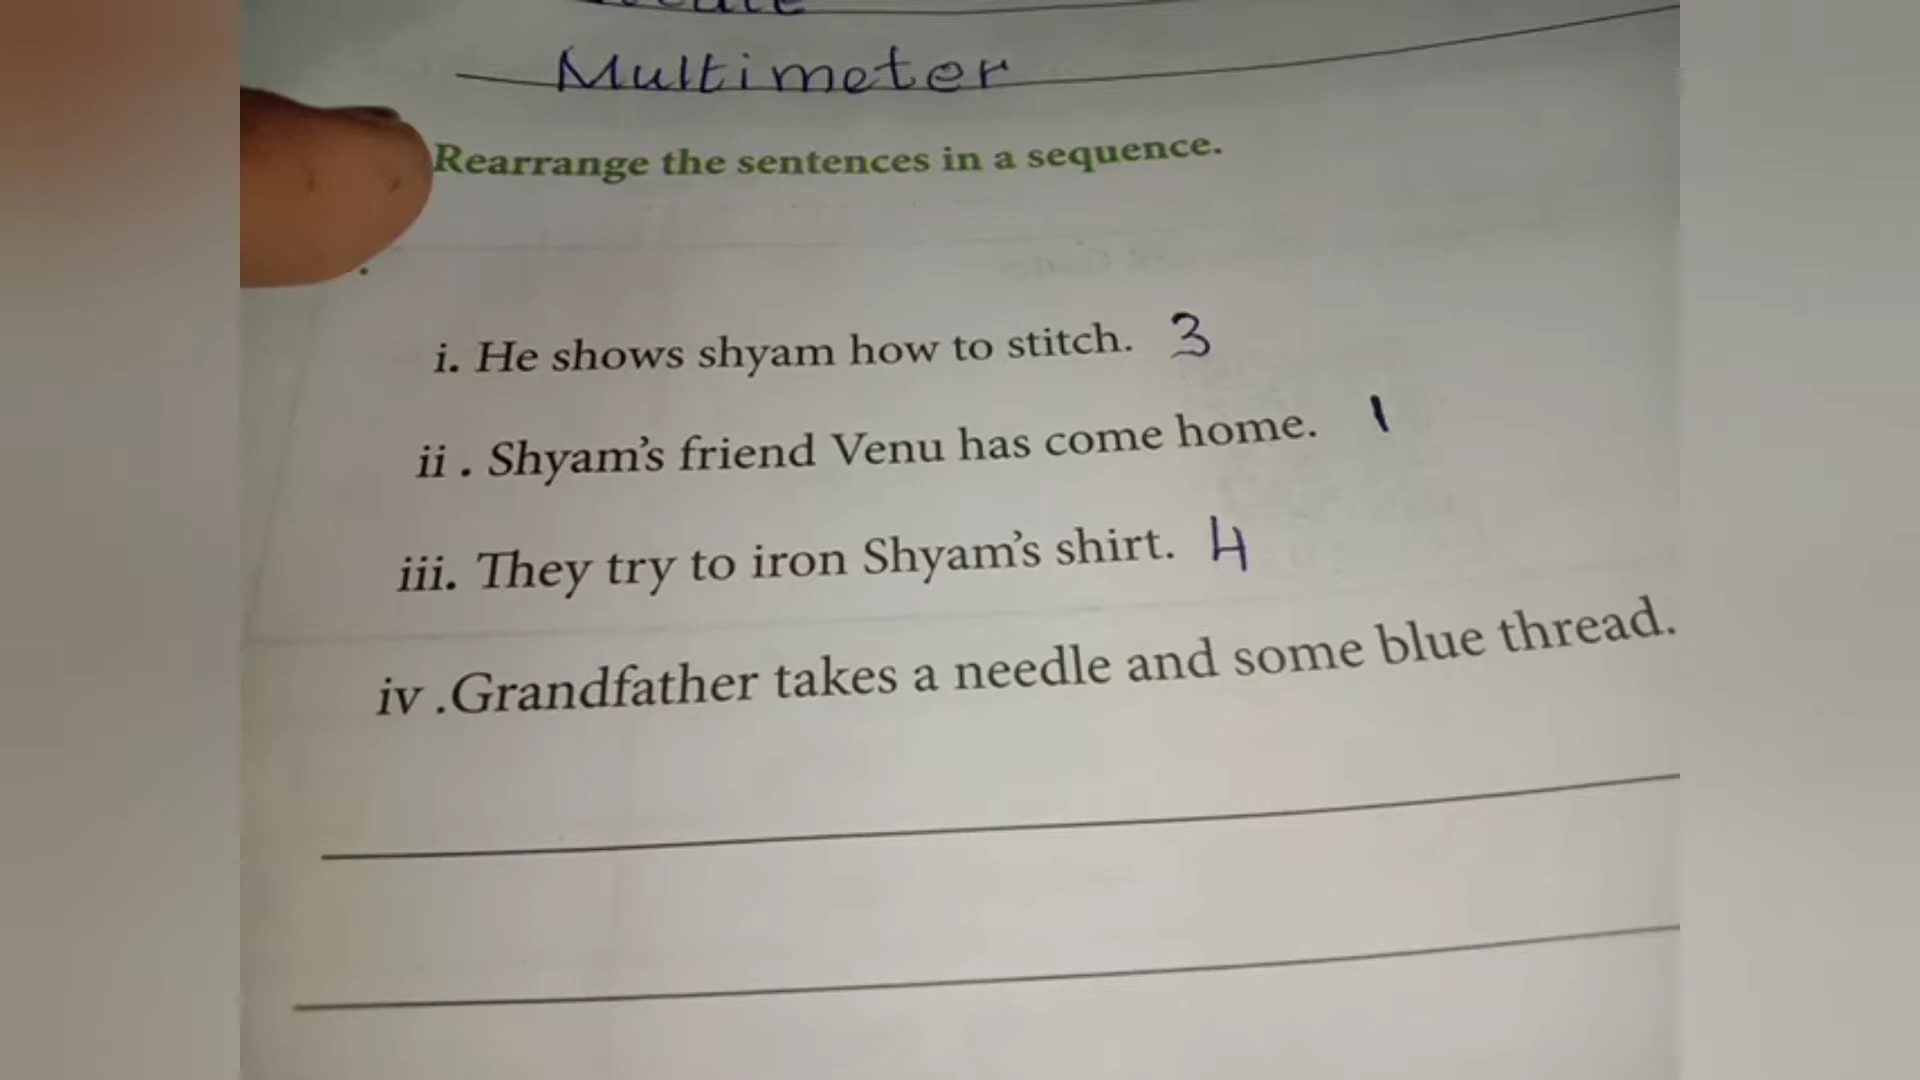 Multimeter
Rearrange the sentences in a sequence.
i. He shows shyam how to stitch. 3
ii . Shyam's friend Venu has come home. 1
iii. They try to iron Shyam's shirt. 4
iv .Grandfather takes a needle and some blue thread.